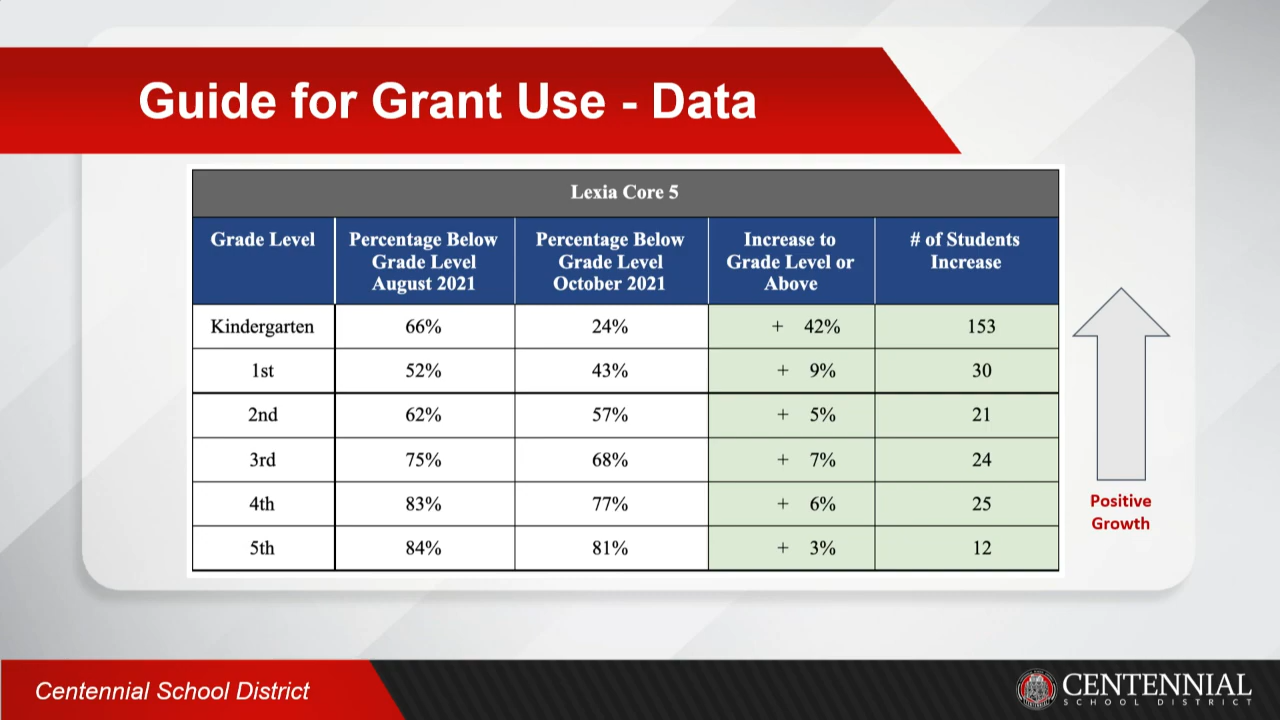 Guide for Grant Use - Data
Lexia Core 5
Grade Level
Percentage Below
Grade Level
August 2021
Percentage Below
Grade Level
October 2021
Increase to
Grade Level or
Above
# of Students
Increase
Kindergarten 66% 24% + 42% 153
1st 52% 43% + 9% 30
2nd 62% 57% + 5% 21
3rd 75% 68% + 7% 24
4th 83% 77% + 6% 25
5th 84% 81% + 3% 12
Positive
Growth
Centennial School District
CENTENNIAL
SCHOOL DISTRICT